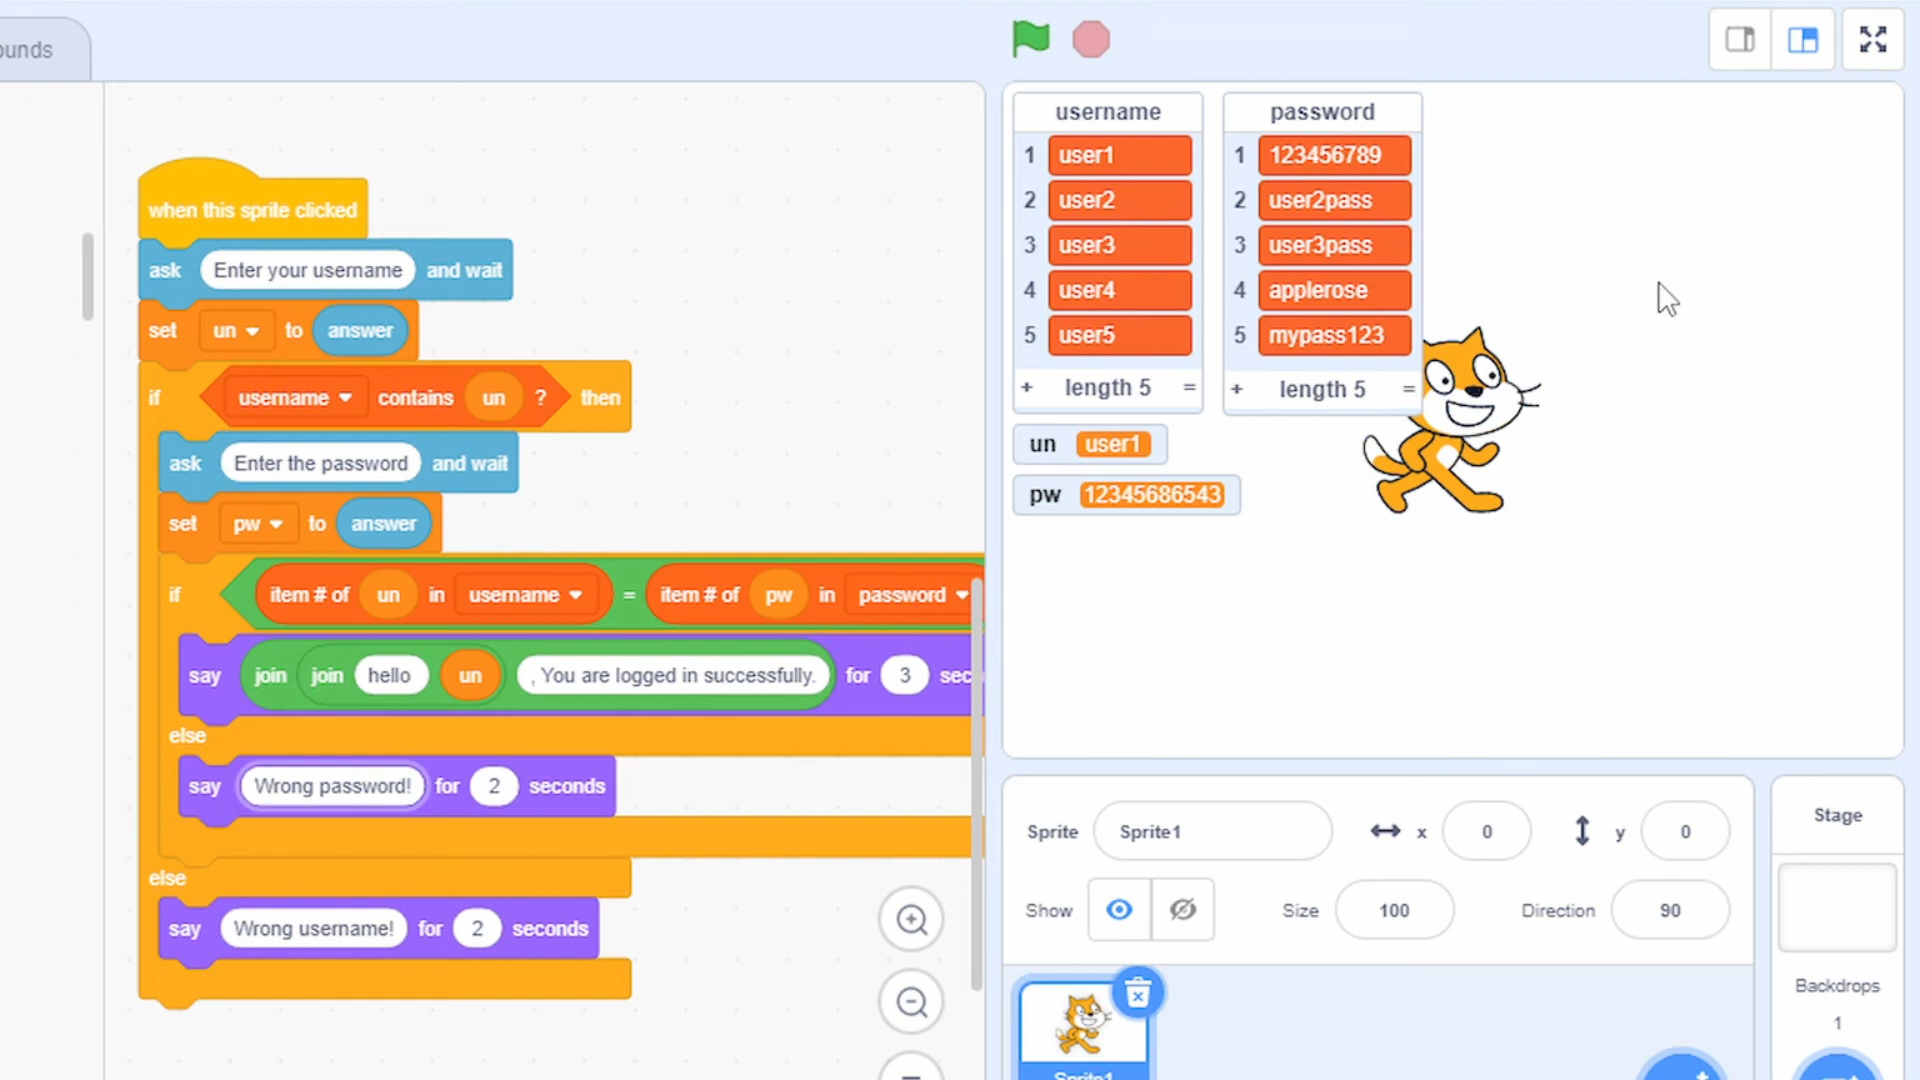 ounds
when this sprite clicked
ask Enter your username and wait
set un to answer
if username contains un ? then
ask Enter the password and wait
set pw to answer
if item # of un in username = item # of pw in password
say join join hello un , You are logged in successfully. for 3 sec
else
say Wrong password! for 2 seconds
else
say Wrong username! for 2 seconds
username
1 user1
2 user2
3 user3
4 user4
5 user5
+ length 5 =
password
1 123456789
2 user2pass
3 user3pass
4 applerose
5 mypass123
+ length 5 =
un user1
pw 12345686543
Sprite Sprite1 x 0 y 0
Show Size 100 Direction 90
Sprite1
Stage
Backdrops
1